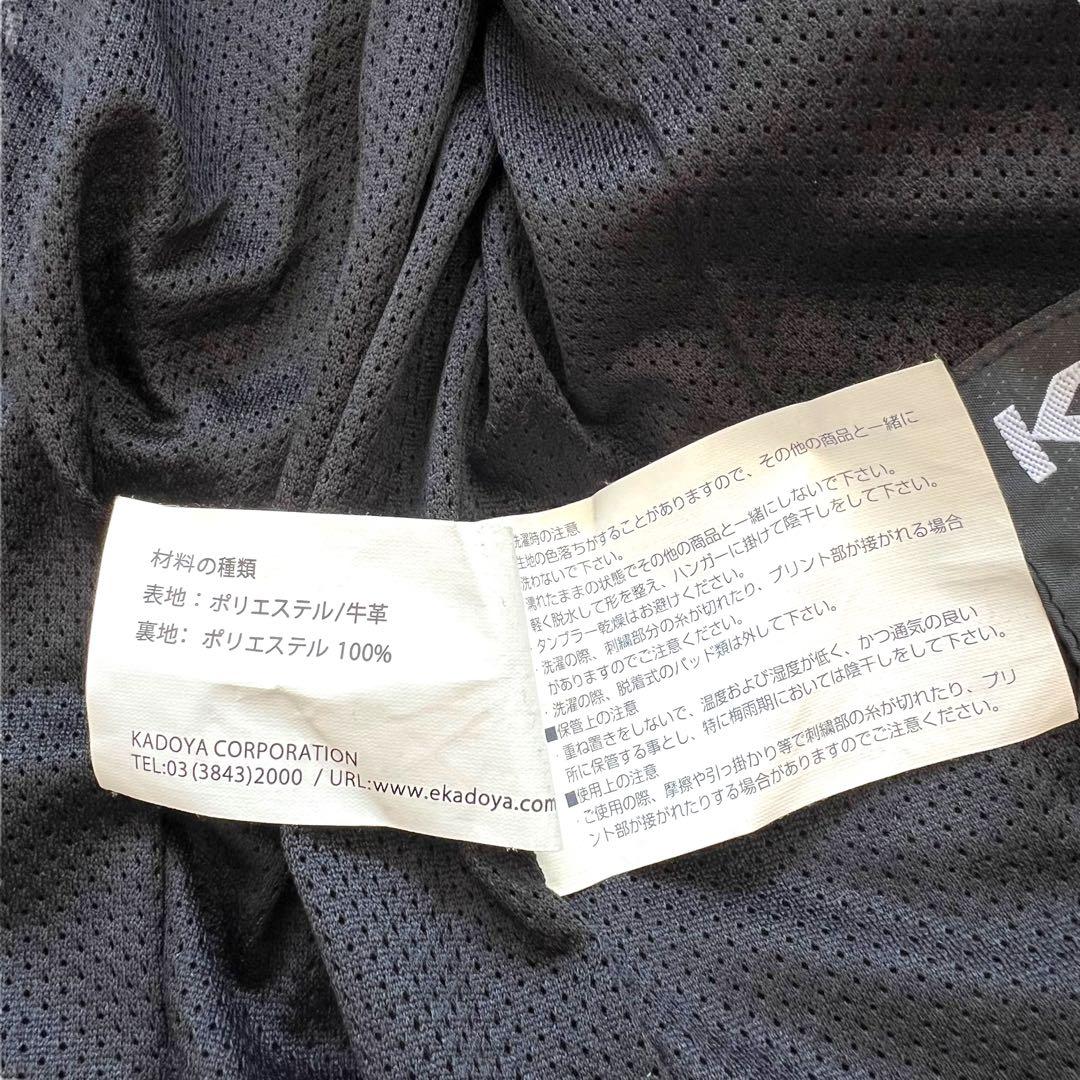 材料の種類
表地：ポリエステル/牛革
裏地：ポリエステル 100%
KADOYA CORPORATION
TEL:03(3843)2000 / URL:www.ekadoya.com
洗濯時の注意
生地の色落ちがすることがありますので、その他の商品と一緒に
洗わないで下さい。
濡れたままの状態でその他の商品と一緒にしないで下さい。
軽く脱水して形を整え、ハンガーに掛けて陰干しをして下さい。
タンブラー乾燥はお避けください。
・洗濯の際、刺繍部分の糸が切れたり、プリント部が接がれる場合
がありますのでご注意ください。
・洗濯の際、脱着式のパッド類は外して下さい。
■保管上の注意
・重ね置きをしないで、温度および湿度が低く、かつ通気の良い
所に保管する事とし、特に梅雨期においては陰干しをして下さい。
■使用上の注意
・ご使用の際、摩擦や引っ掛かり等で刺繍部の糸が切れたり、プリ
ント部が接がれたりする場合がありますのでご注意ください。
K